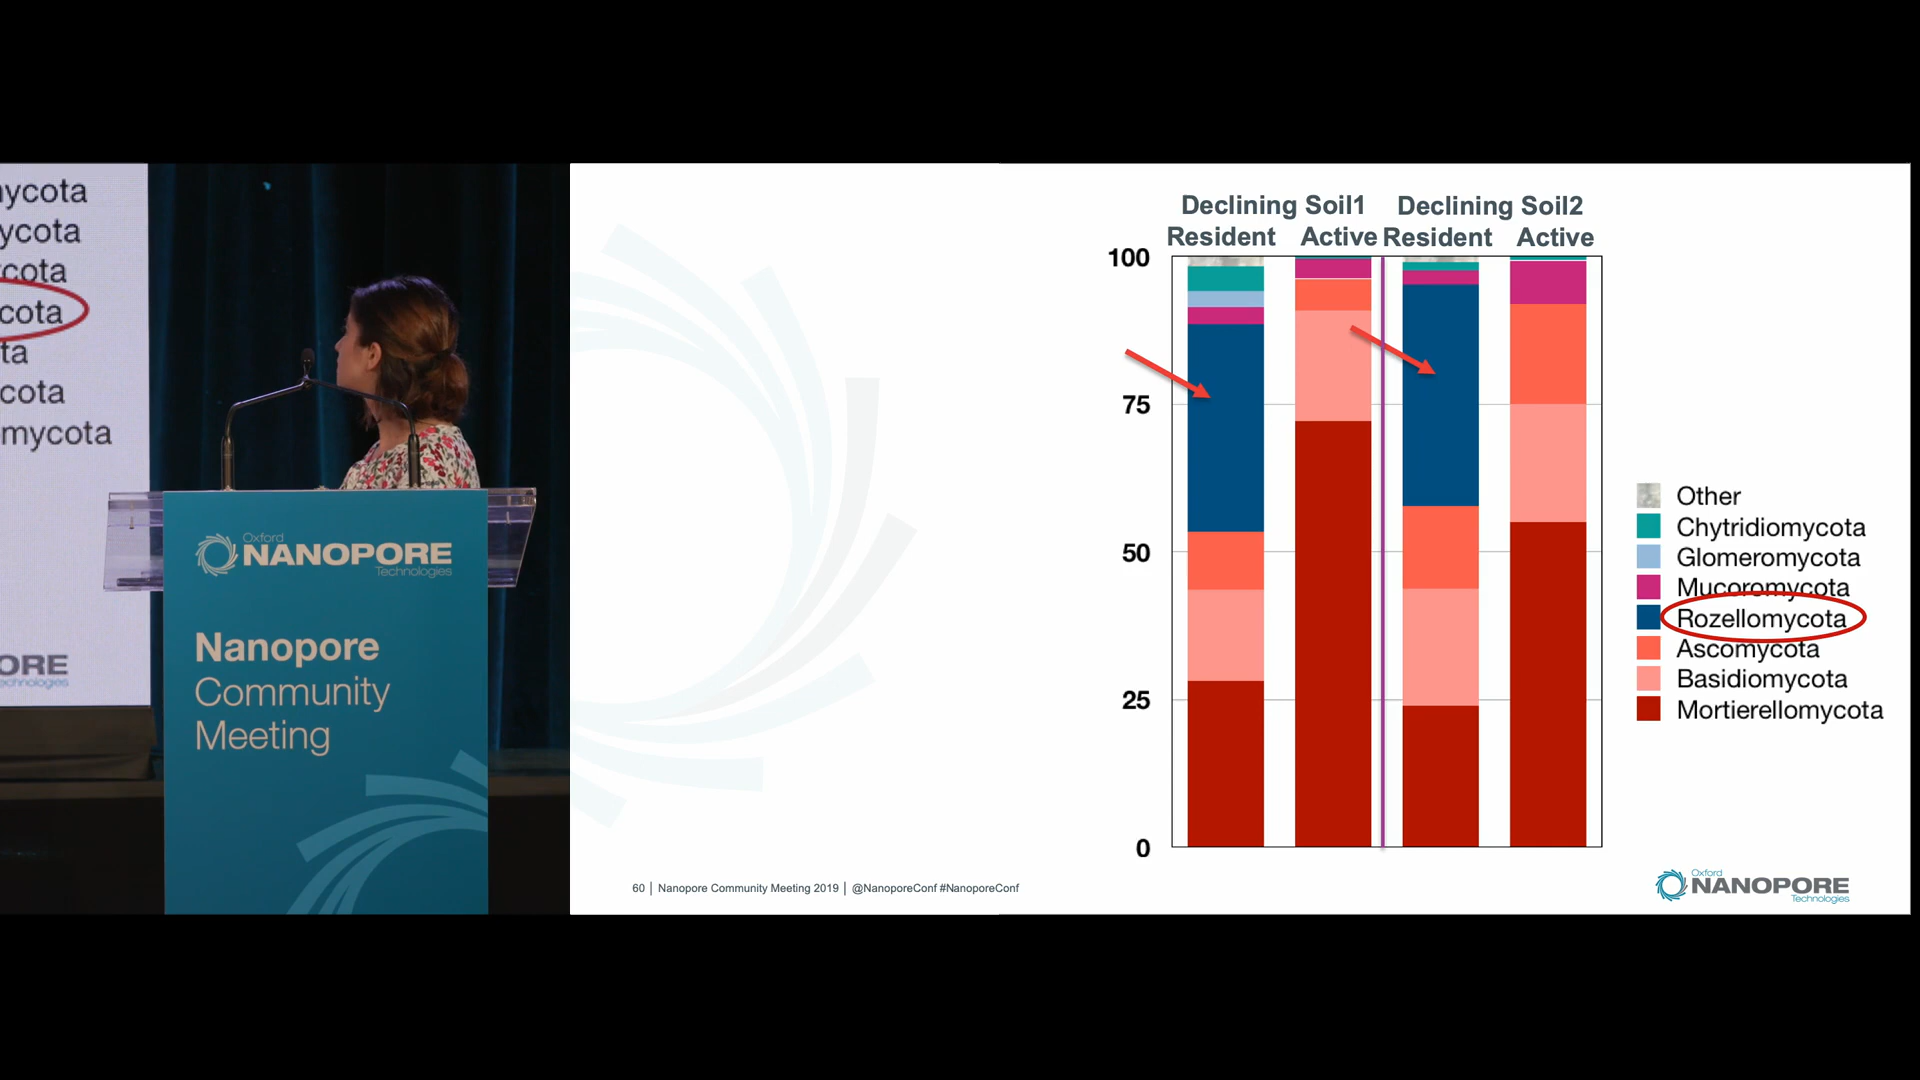 ycota
ycota
cota
cota
ta
cota
mycota
ORE
Oxford
NANOPORE
Technologies
Nanopore
Community
Meeting
Declining Soil1 Declining Soil2
Resident Active Resident Active
100
75
50
25
0
Other
Chytridiomycota
Glomeromycota
Mucoromycota
Rozellomycota
Ascomycota
Basidiomycota
Mortierellomycota
60 | Nanopore Community Meeting 2019 | @NanoporeConf #NanoporeConf
Oxford
NANOPORE
Technologies